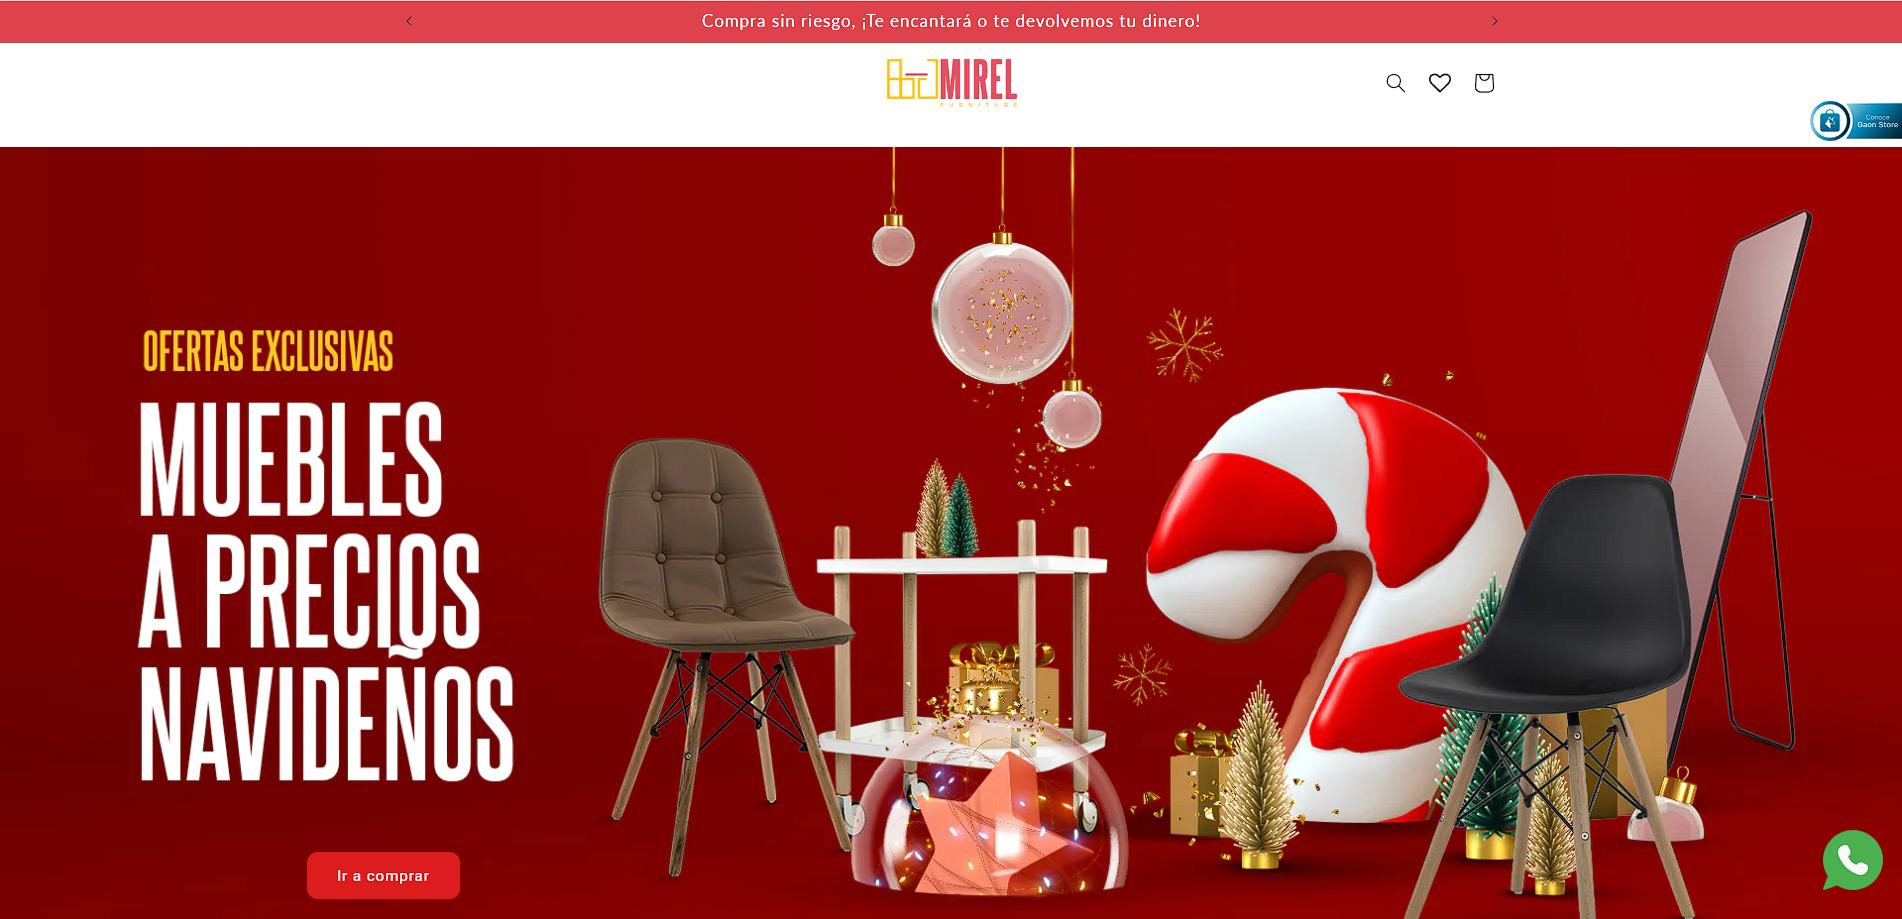 Compra sin riesgo, ¡Te encantará o te devolvemos tu dinero!
MIREL
FURNITURE
Conoce
Gaon Store
OFERTAS EXCLUSIVAS
MUEBLES
A PRECIOS
NAVIDEÑOS
Ir a comprar